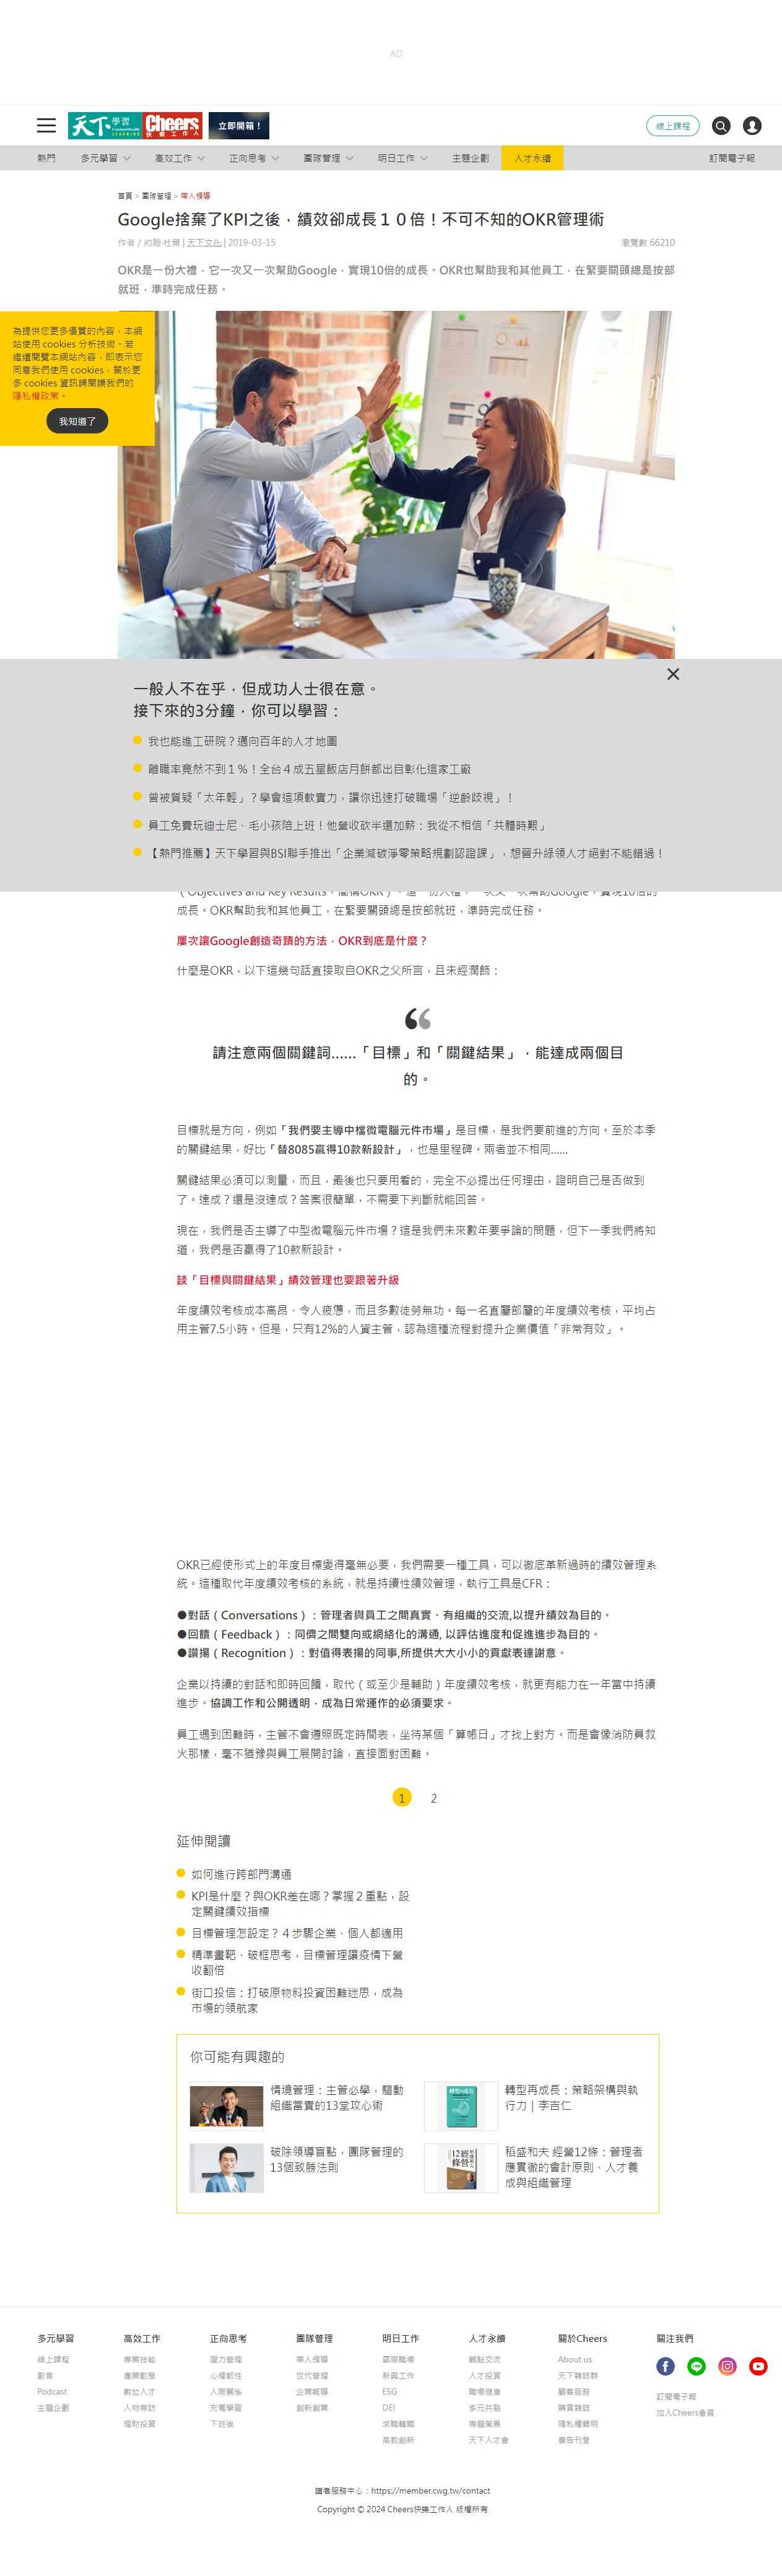 AD
天下 學習
Cheers
快樂工作人
立即開箱！
線上課程
熱門
多元學習
高效工作
正向思考
團隊管理
明日工作
主題企劃
人才永續
訂閱電子報
首頁 > 團隊管理 > 帶人領導
Google捨棄了KPI之後，績效卻成長１０倍！不可不知的OKR管理術
作者 / 約翰‧杜爾 | 天下文化 | 2019-03-15
瀏覽數 66210
OKR是一份大禮，它一次又一次幫助Google，實現10倍的成長。OKR也幫助我和其他員工，在緊要關頭總是按部
就班，準時完成任務。
為提供您更多優質的內容，本網
站使用 cookies 分析技術。若
繼續閱覽本網站內容，即表示您
同意我們使用 cookies，關於更
多 cookies 資訊請閱讀我們的
隱私權政策。
我知道了
一般人不在乎，但成功人士很在意。
接下來的3分鐘，你可以學習：
我也能進工研院？邁向百年的人才地圖
離職率竟然不到１％！全台４成五星飯店月餅都出自彰化這家工廠
曾被質疑「太年輕」？學會這項軟實力，讓你迅速打破職場「逆齡歧視」！
員工免費玩迪士尼、毛小孩陪上班！他營收砍半還加薪：我從不相信「共體時艱」
【熱門推薦】天下學習與BSI聯手推出「企業減碳淨零策略規劃認證課」，想晉升綠領人才絕對不能錯過！
（Objectives and Key Results，簡稱OKR）。這一份大禮，一次又一次幫助Google，實現10倍的
成長。OKR幫助我和其他員工，在緊要關頭總是按部就班，準時完成任務。
屢次讓Google創造奇蹟的方法，OKR到底是什麼？
什麼是OKR，以下這幾句話直接取自OKR之父所言，且未經潤飾：
請注意兩個關鍵詞……「目標」和「關鍵結果」，能達成兩個目
的。
目標就是方向，例如「我們要主導中檔微電腦元件市場」是目標，是我們要前進的方向。至於本季
的關鍵結果，好比「替8085贏得10款新設計」，也是里程碑。兩者並不相同……
關鍵結果必須可以測量，而且，最後也只要用看的，完全不必提出任何理由，證明自己是否做到
了。達成？還是沒達成？答案很簡單，不需要下判斷就能回答。
現在，我們是否主導了中型微電腦元件市場？這是我們未來數年要爭論的問題，但下一季我們將知
道，我們是否贏得了10款新設計。
談「目標與關鍵結果」績效管理也要跟著升級
年度績效考核成本高昂、令人疲憊，而且多數徒勞無功。每一名直屬部屬的年度績效考核，平均占
用主管7.5小時。但是，只有12%的人資主管，認為這種流程對提升企業價值「非常有效」。
OKR已經使形式上的年度目標變得毫無必要，我們需要一種工具，可以徹底革新過時的績效管理系
統。這種取代年度績效考核的系統，就是持續性績效管理，執行工具是CFR：
●對話（Conversations）：管理者與員工之間真實、有組織的交流,以提升績效為目的。
●回饋（Feedback）：同儕之間雙向或網絡化的溝通, 以評估進度和促進進步為目的。
●讚揚（Recognition）：對值得表揚的同事,所提供大大小小的貢獻表達謝意。
企業以持續的對話和即時回饋，取代（或至少是輔助）年度績效考核，就更有能力在一年當中持續
進步。協調工作和公開透明，成為日常運作的必須要求。
員工遇到困難時，主管不會遵照既定時間表，坐待某個「算帳日」才找上對方。而是會像消防員救
火那樣，毫不猶豫與員工展開討論，直接面對困難。
1 2
延伸閱讀
如何進行跨部門溝通
KPI是什麼？與OKR差在哪？掌握２重點，設
定關鍵績效指標
目標管理怎設定？４步驟企業、個人都適用
精準畫靶、破框思考，目標管理讓疫情下營
收翻倍
街口投信：打破原物料投資困難迷思，成為
市場的領航家
你可能有興趣的
情境管理：主管必學，驅動
組織當責的13堂攻心術
轉型再成長：策略架構與執
行力｜李吉仁
破除領導盲點，團隊管理的
13個致勝法則
稻盛和夫 經營12條：管理者
應貫徹的會計原則、人才養
成與組織管理
多元學習 高效工作 正向思考 團隊管理 明日工作 人才永續 關於Cheers 關注我們
線上課程 專業技能 壓力管理 帶人領導 霸術職場 觀點交流 About us
影音 產業動態 心理韌性 世代管理 新興工作 人才投資 天下雜誌群
Podcast 數位人才 人際關係 企業報導 ESG 職場健康 顧客服務 訂閱電子報
主題企劃 人物專訪 充電學習 創新創業 DEI 多元共融 購買雜誌 加入Cheers會員
理財投資 下班後 求職轉職 專題策展 隱私權聲明
高教創新 天下人才會 廣告刊登
讀者服務中心：https://member.cwg.tw/contact
Copyright © 2024 Cheers快樂工作人 版權所有